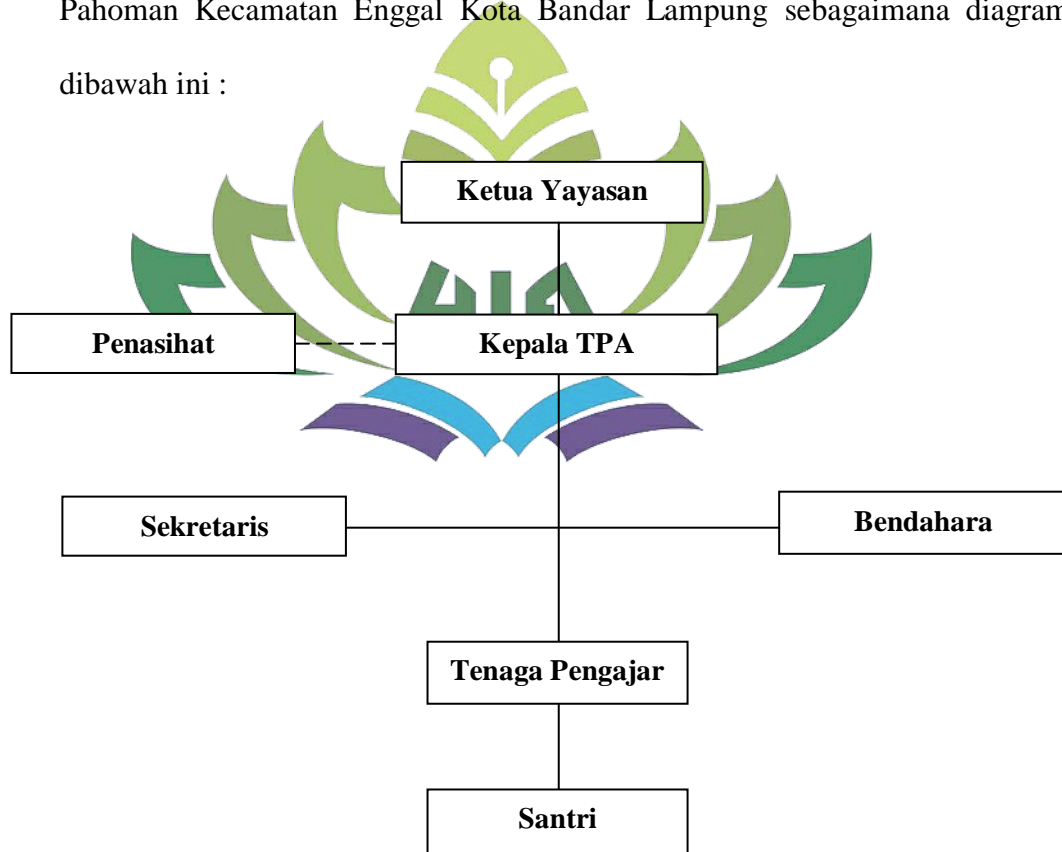 Pahoman Kecamatan Enggal Kota Bandar Lampung sebagaimana diagram
dibawah ini :
Ketua Yayasan
Penasihat
Kepala TPA
Sekretaris
Bendahara
Tenaga Pengajar
Santri